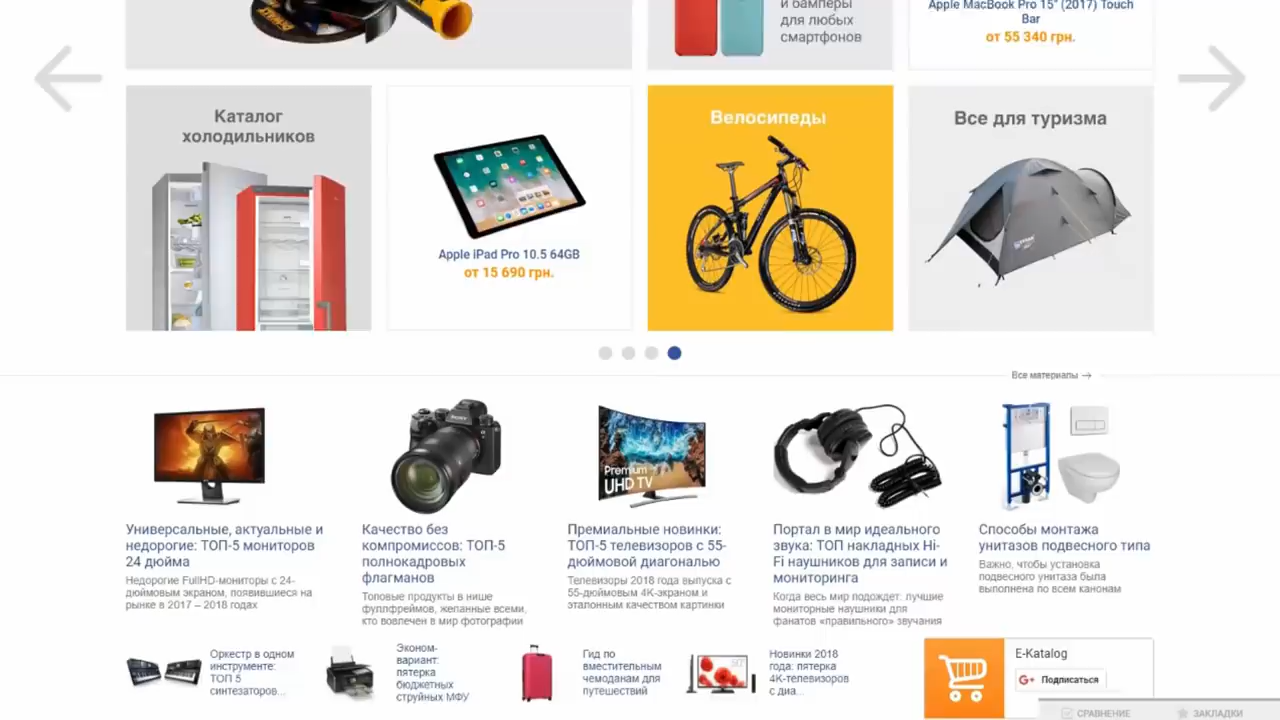 и бамперы
для любых
смартфонов
Apple MacBook Pro 15" (2017) Touch
Bar
от 55 340 грн.
Каталог
холодильников
Apple iPad Pro 10.5 64GB
от 15 690 грн.
Велосипеды
Все для туризма
Все материалы →
SONY
Premium
UHD TV
Универсальные, актуальные и
недорогие: ТОП-5 мониторов
24 дюйма
Недорогие FullHD-мониторы с 24-
дюймовым экраном, появившиеся на
рынке в 2017 – 2018 годах
Качество без
компромиссов: ТОП-5
полнокадровых
флагманов
Топовые продукты в нише
фуллфреймов, желанные всеми,
кто вовлечен в мир фотографии
Премиальные новинки:
ТОП-5 телевизоров с 55-
дюймовой диагональю
Телевизоры 2018 года выпуска с
55-дюймовым 4K-экраном и
эталонным качеством картинки
Портал в мир идеального
звука: ТОП накладных Hi-
Fi наушников для записи и
мониторинга
Когда весь мир подождет: лучшие
мониторные наушники для
фанатов «правильного» звучания
Способы монтажа
унитазов подвесного типа
Важно, чтобы установка
подвесного унитаза была
выполнена по всем канонам
Оркестр в одном
инструменте:
ТОП 5
синтезаторов...
Эконом-
вариант:
пятерка
бюджетных
струйных МФУ
Гид по
вместительным
чемоданам для
путешествий
Новинки 2018
года: пятерка
4K-телевизоров
с диа...
E-Katalog
G+ Подписаться
СРАВНЕНИЕ
ЗАКЛАДКИ